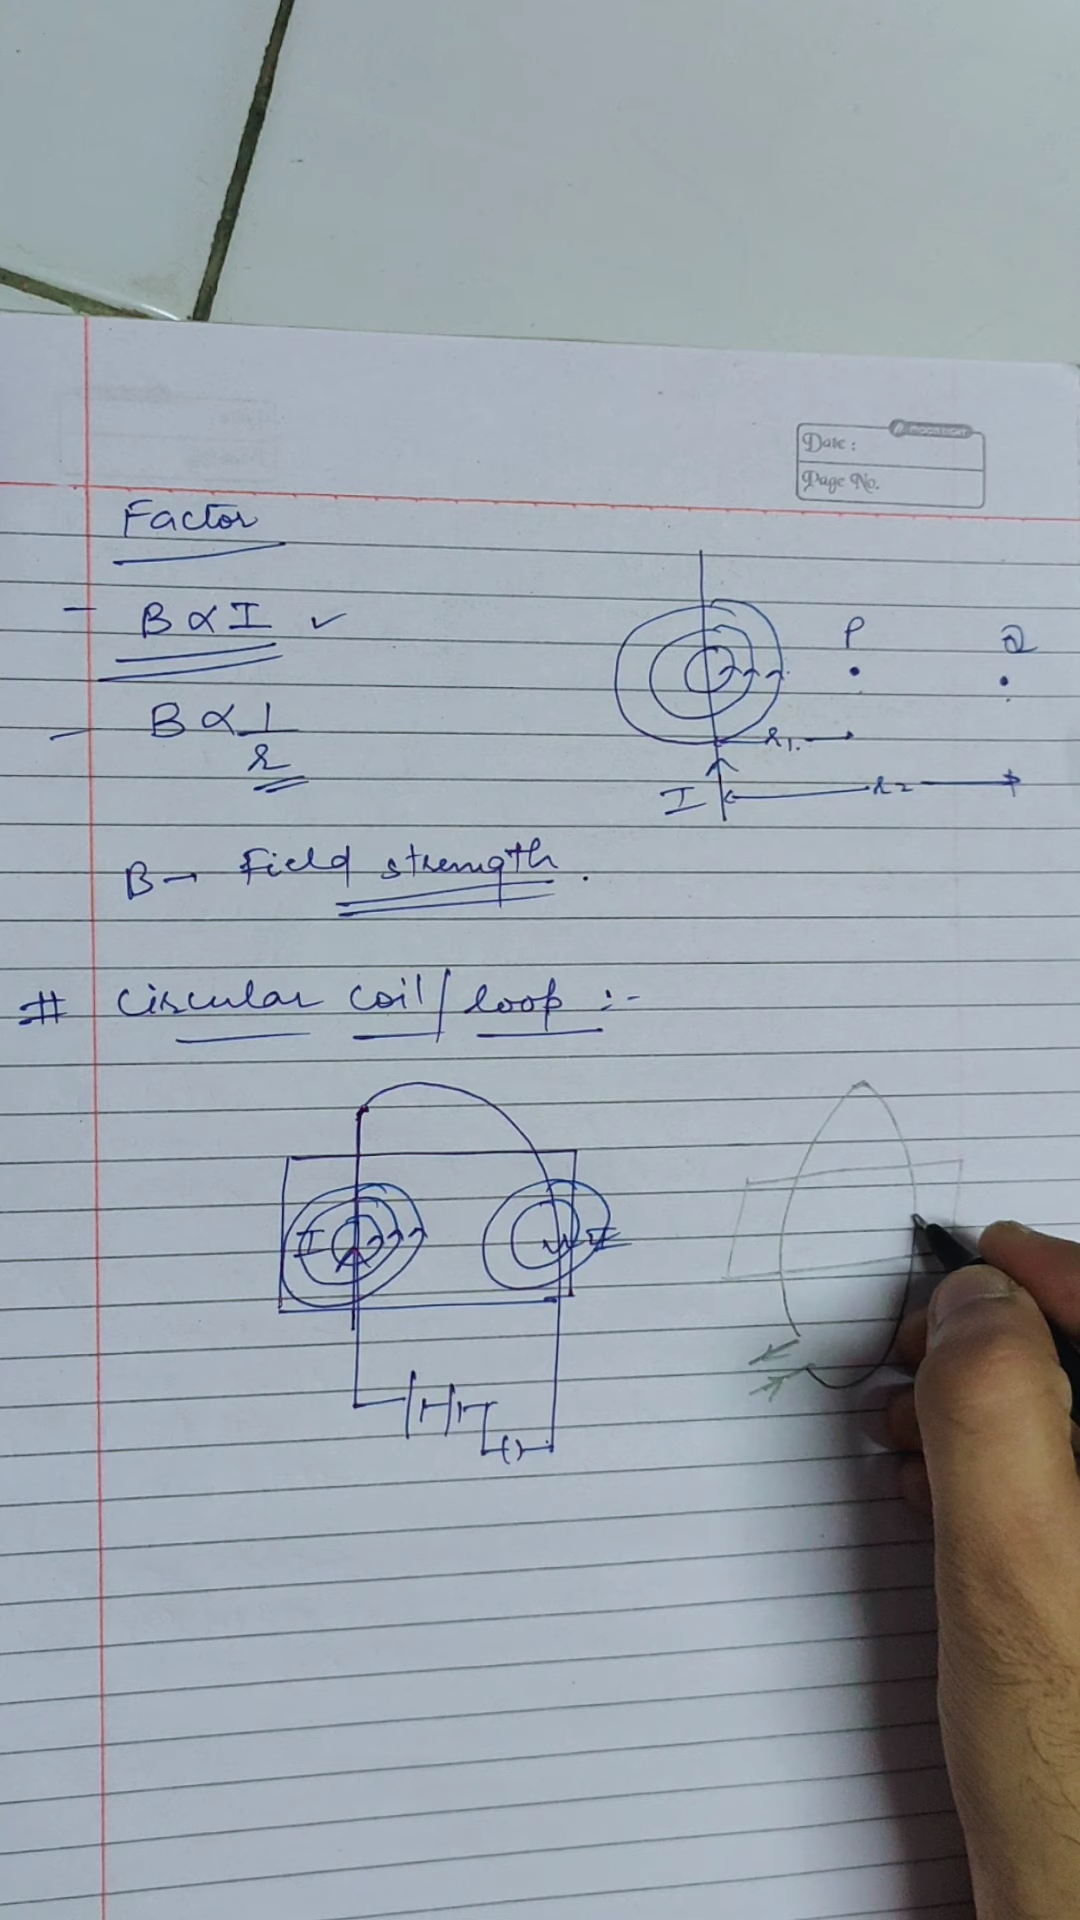 Date :
Page No.
Factor
- B ∝ I ✓
P
Q
- B ∝ 1/r
r1
I
r2
B → Field strength.
# Circular coil / loop :-
I
I